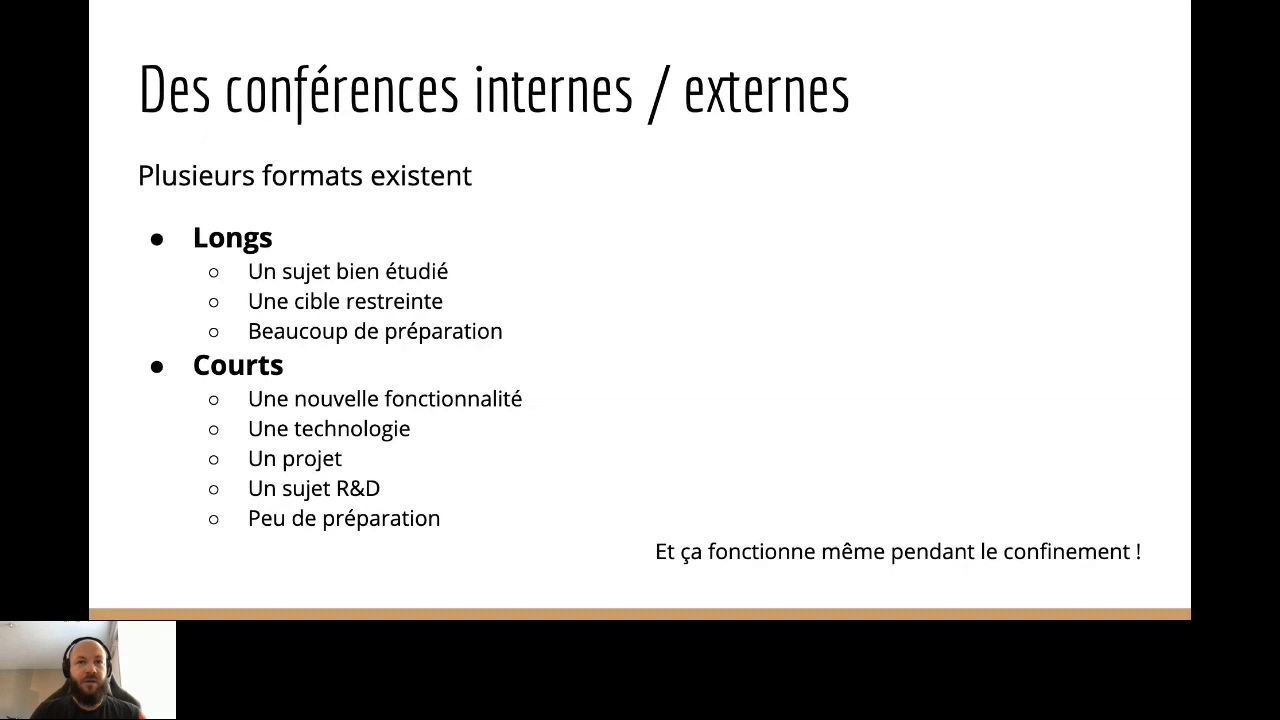 Des conférences internes / externes
Plusieurs formats existent
● Longs
○ Un sujet bien étudié
○ Une cible restreinte
○ Beaucoup de préparation
● Courts
○ Une nouvelle fonctionnalité
○ Une technologie
○ Un projet
○ Un sujet R&D
○ Peu de préparation
Et ça fonctionne même pendant le confinement !